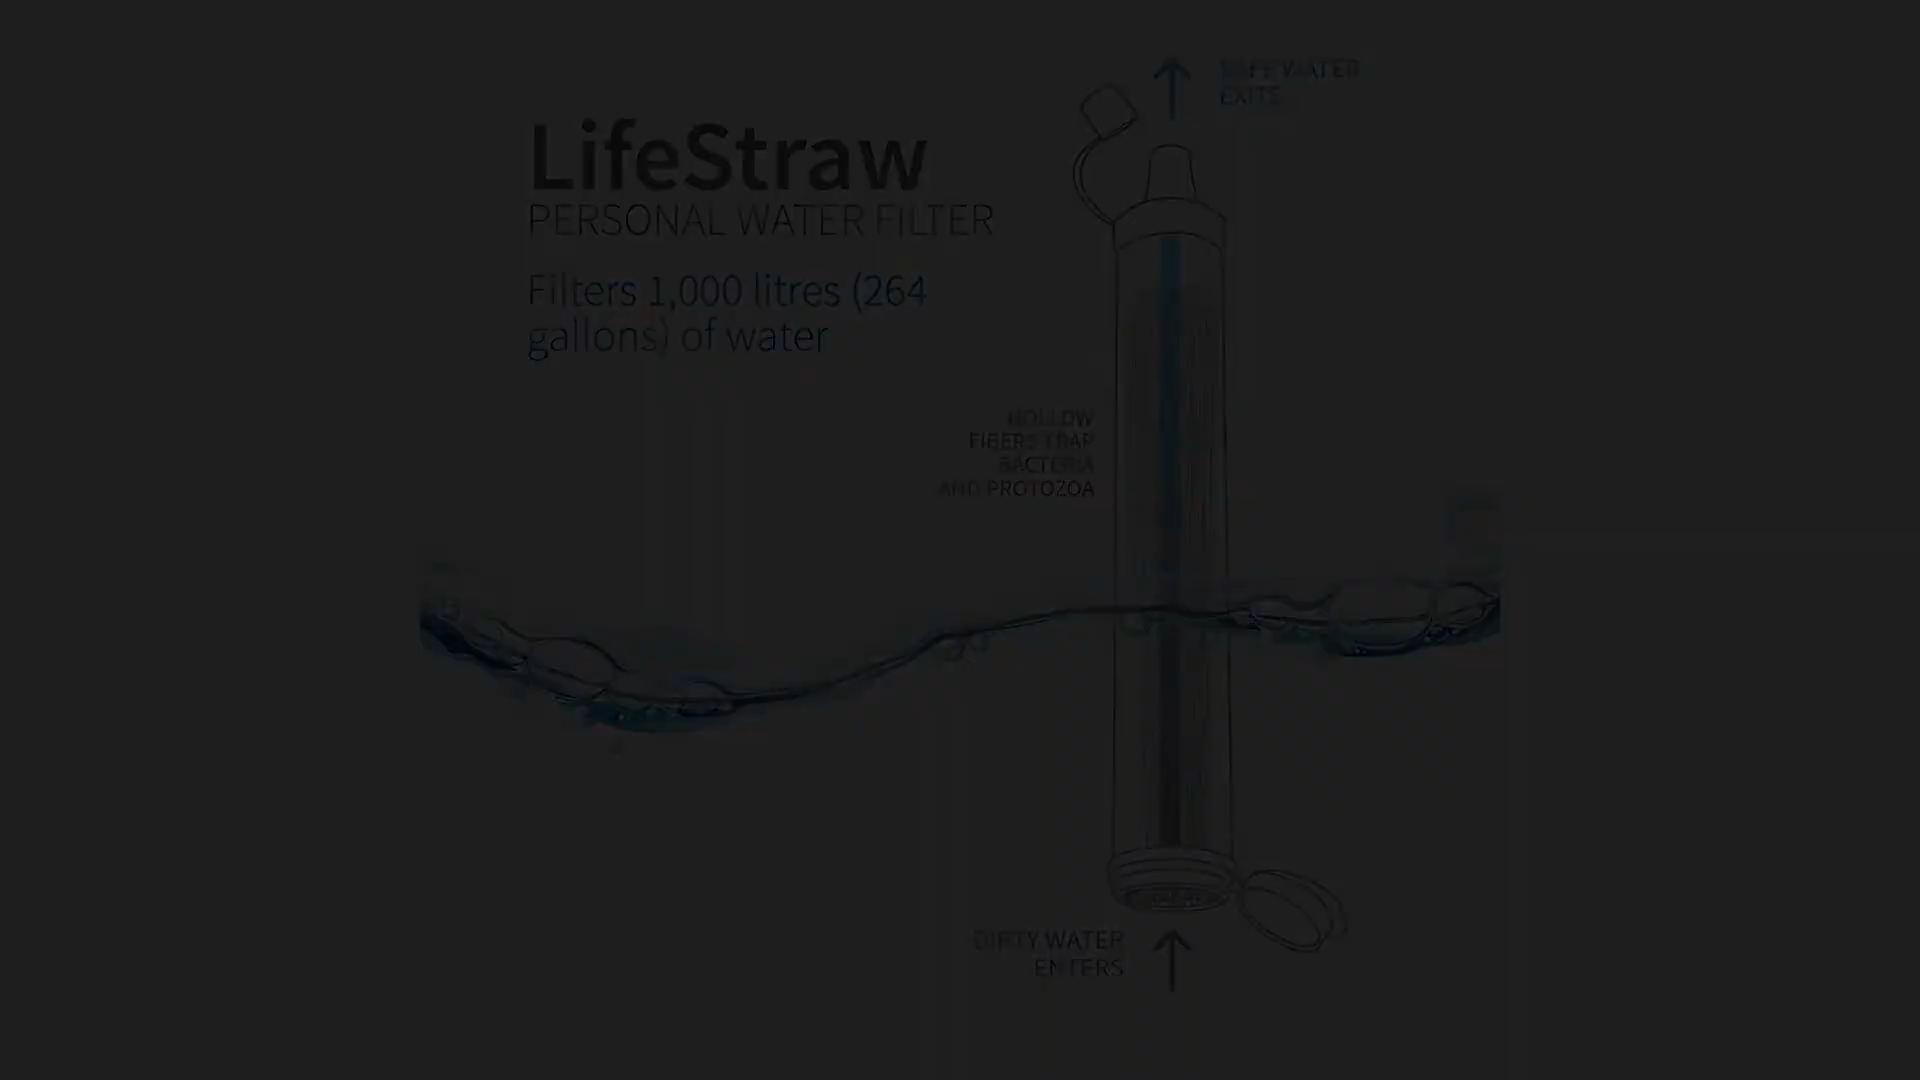 SAFE WATER
EXITS
LifeStraw
PERSONAL WATER FILTER
Filters 1,000 litres (264
gallons) of water
HOLLOW
FIBERS TRAP
BACTERIA
AND PROTOZOA
DIRTY WATER
ENTERS